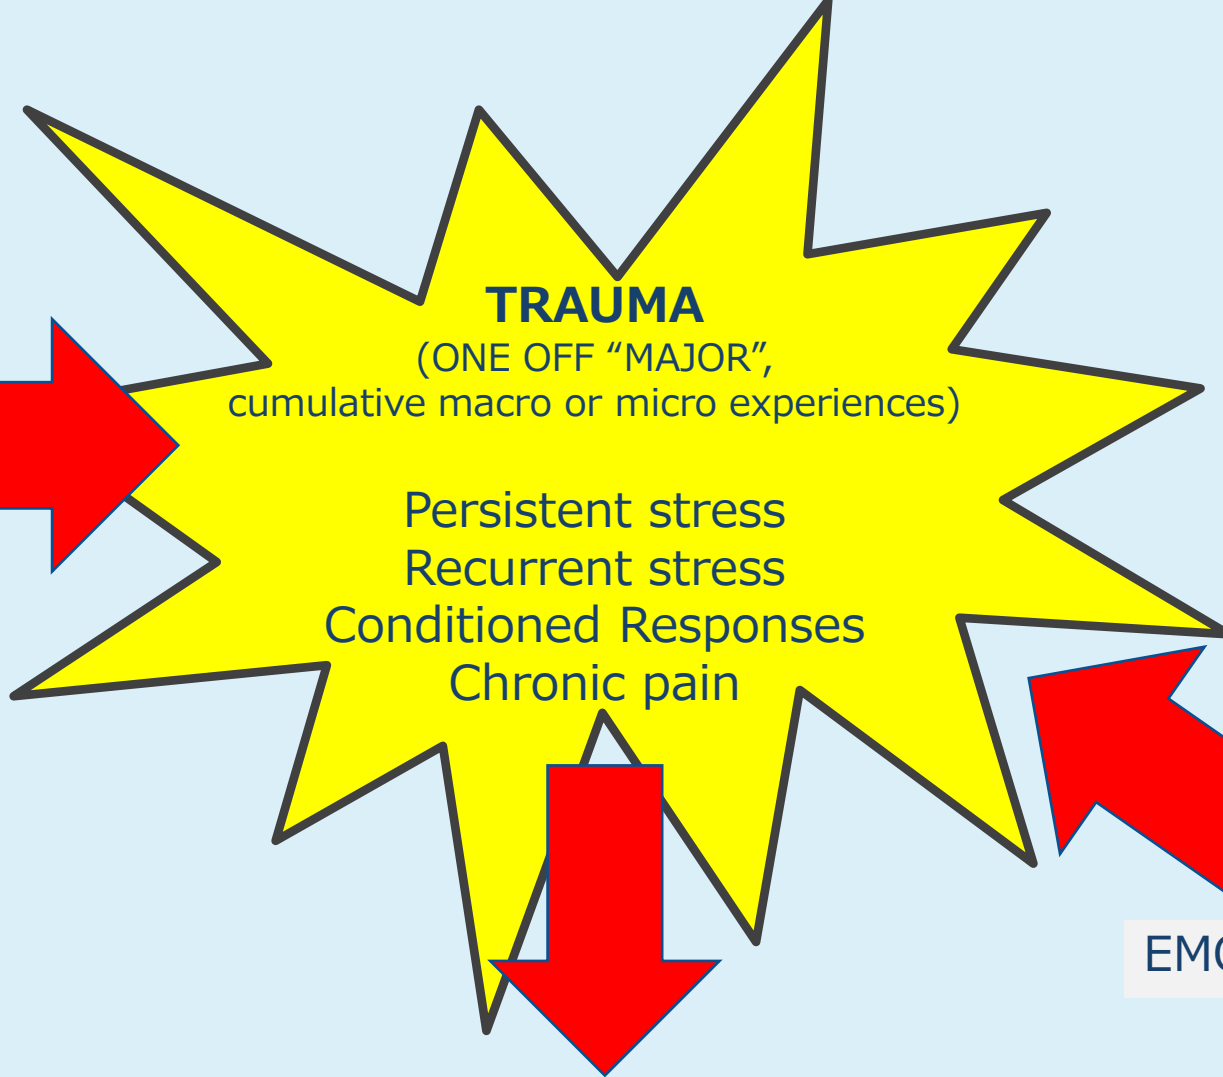 TRAUMA
(ONE OFF “MAJOR”,
cumulative macro or micro experiences)
Persistent stress
Recurrent stress
Conditioned Responses
Chronic pain